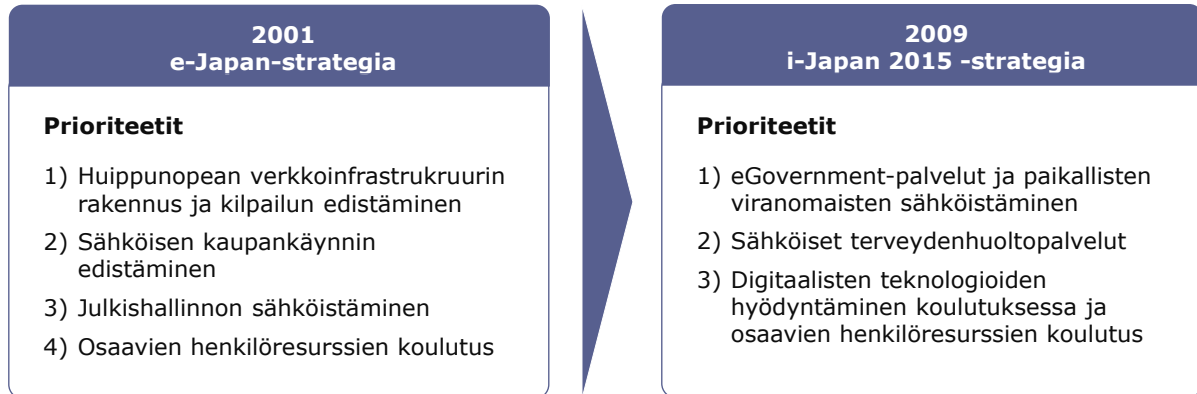 2001
e-Japan-strategia
Prioriteetit
1) Huippunopean verkkoinfrastrukruurin
rakennus ja kilpailun edistäminen
2) Sähköisen kaupankäynnin
edistäminen
3) Julkishallinnon sähköistäminen
4) Osaavien henkilöresurssien koulutus
2009
i-Japan 2015 -strategia
Prioriteetit
1) eGovernment-palvelut ja paikallisten
viranomaisten sähköistäminen
2) Sähköiset terveydenhuoltopalvelut
3) Digitaalisten teknologioiden
hyödyntäminen koulutuksessa ja
osaavien henkilöresurssien koulutus